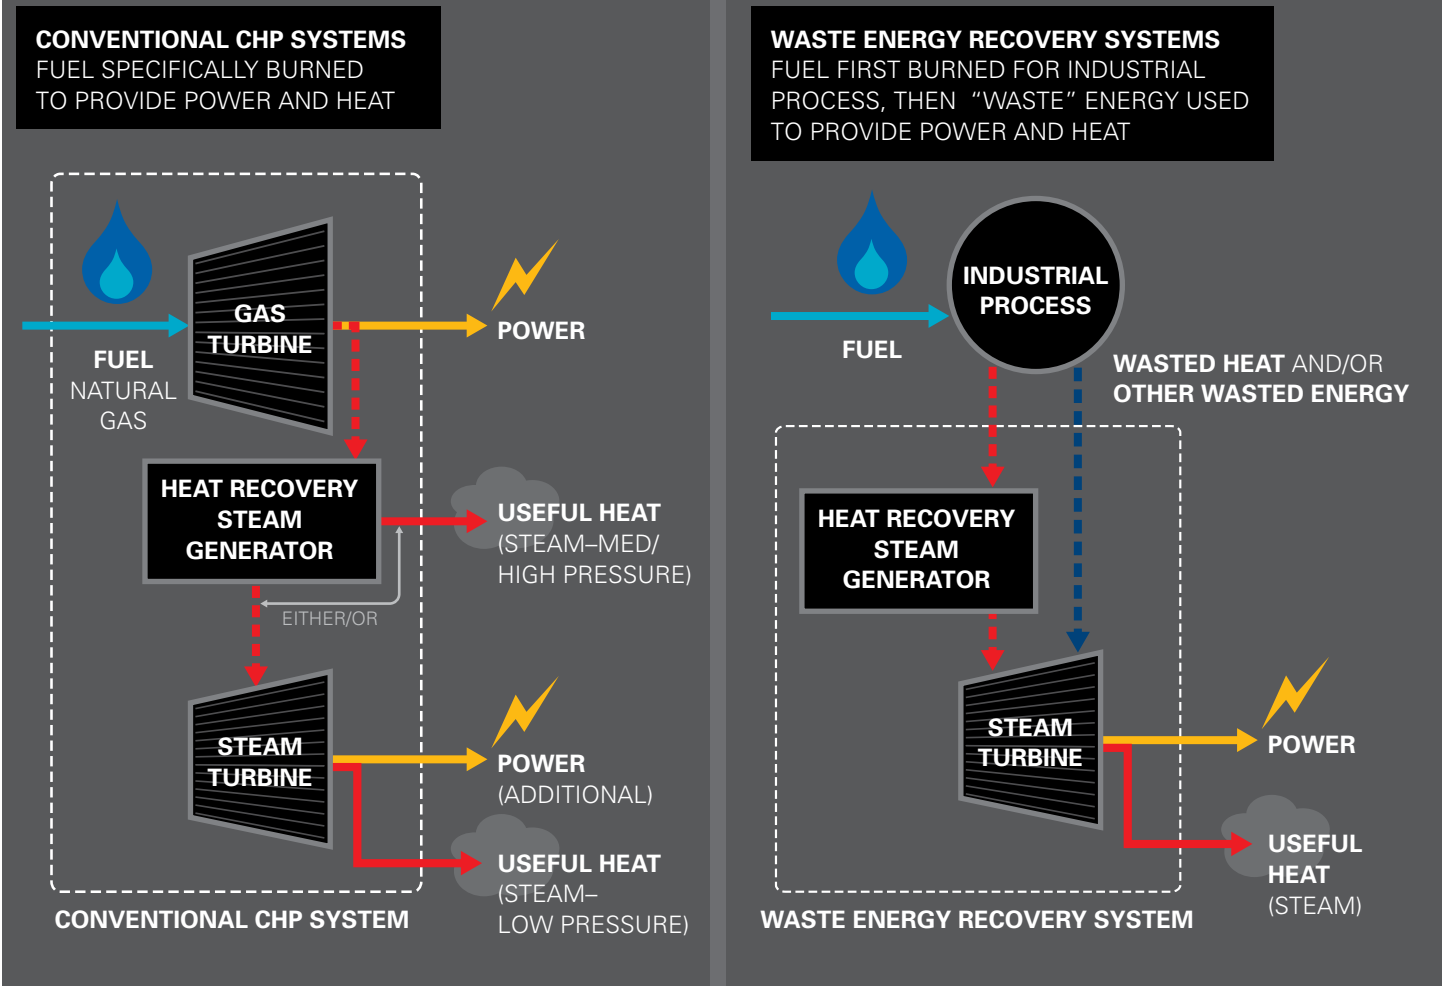 CONVENTIONAL CHP SYSTEMS
FUEL SPECIFICALLY BURNED
TO PROVIDE POWER AND HEAT
GAS
TURBINE
POWER
FUEL
NATURAL
GAS
HEAT RECOVERY
STEAM
GENERATOR
USEFUL HEAT
(STEAM–MED/
HIGH PRESSURE)
EITHER/OR
STEAM
TURBINE
POWER
(ADDITIONAL)
USEFUL HEAT
(STEAM–
LOW PRESSURE)
CONVENTIONAL CHP SYSTEM
WASTE ENERGY RECOVERY SYSTEMS
FUEL FIRST BURNED FOR INDUSTRIAL
PROCESS, THEN “WASTE” ENERGY USED
TO PROVIDE POWER AND HEAT
INDUSTRIAL
PROCESS
FUEL
WASTED HEAT AND/OR
OTHER WASTED ENERGY
HEAT RECOVERY
STEAM
GENERATOR
STEAM
TURBINE
POWER
USEFUL
HEAT
(STEAM)
WASTE ENERGY RECOVERY SYSTEM